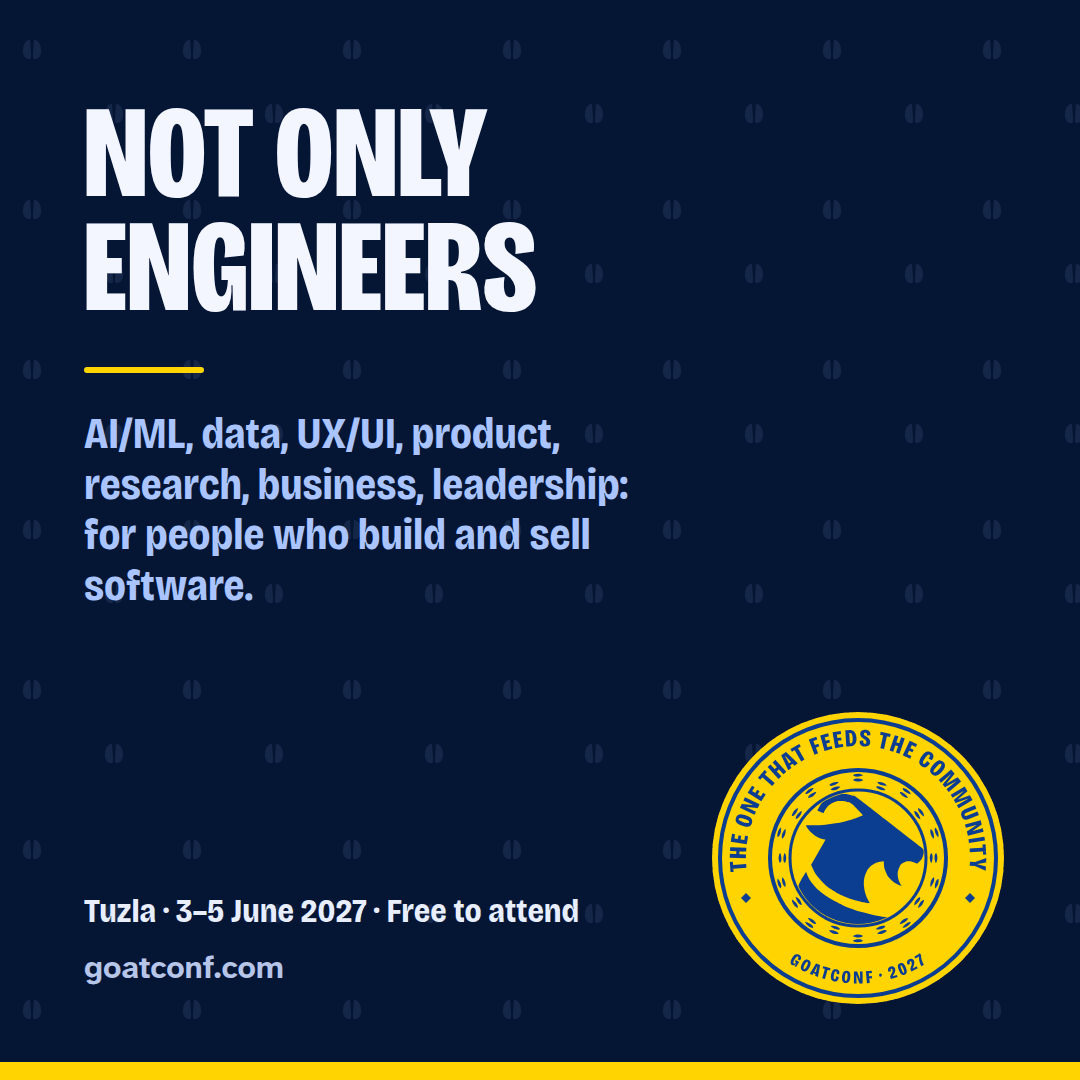 NOT ONLY
ENGINEERS
AI/ML, data, UX/UI, product,
research, business, leadership:
for people who build and sell
software.
THE ONE THAT FEEDS THE COMMUNITY
GOATCONF · 2027
Tuzla · 3–5 June 2027 · Free to attend
goatconf.com